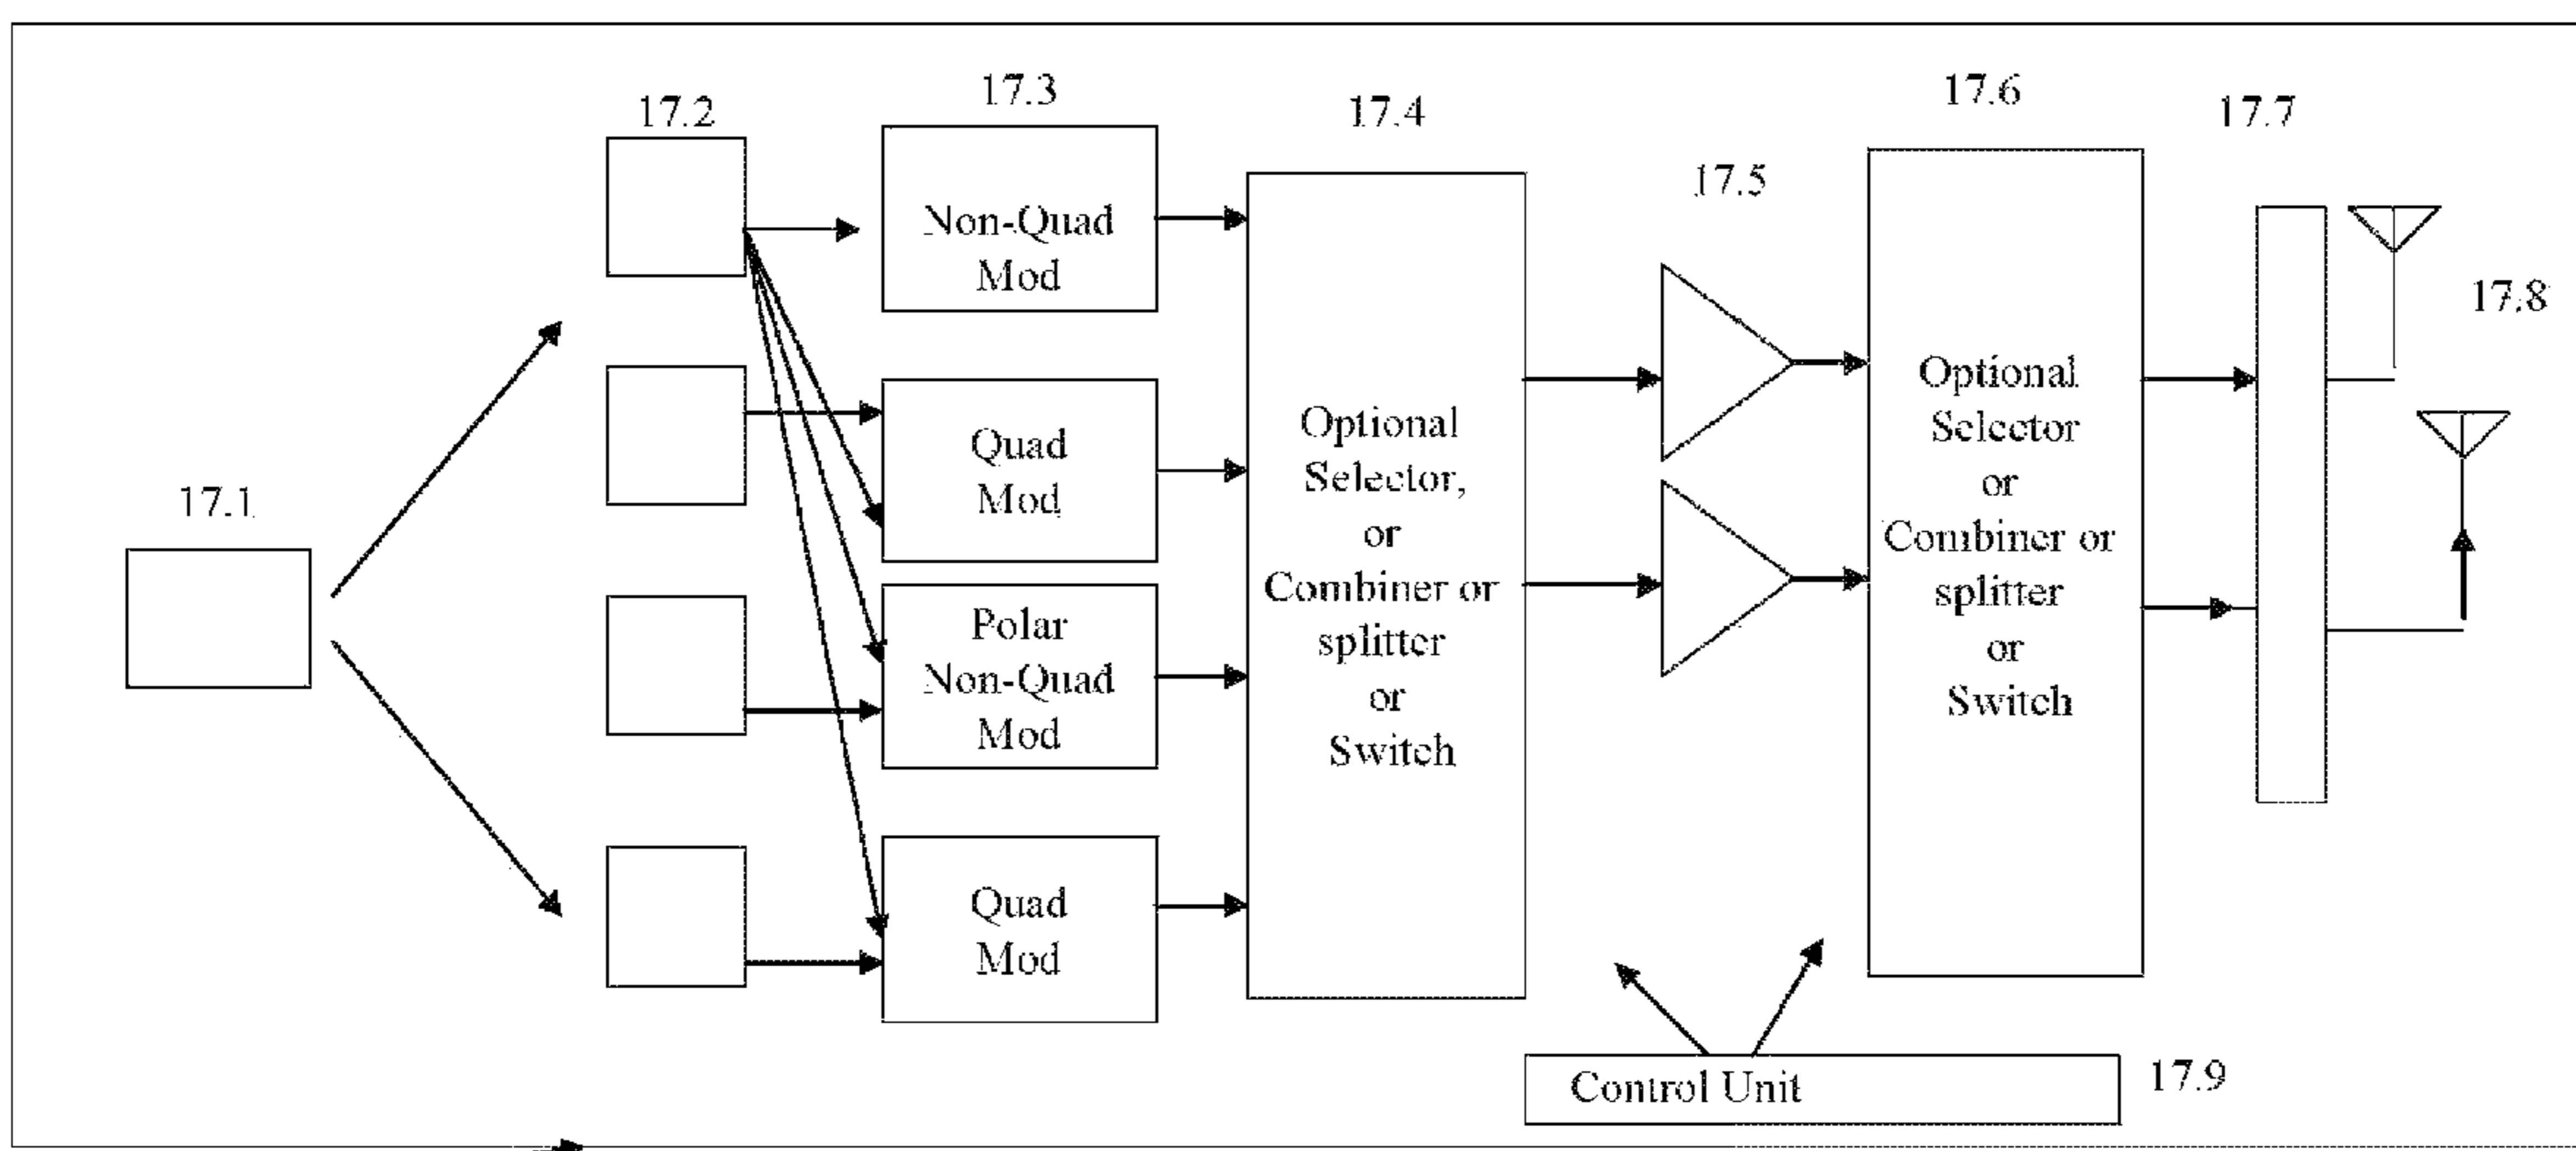 17.1
17.2
17.3
Non-Quad
Mod
Quad
Mod
Polar
Non-Quad
Mod
Quad
Mod
17.4
Optional
Selector,
or
Combiner or
splitter
or
Switch
17.5
17.6
Optional
Selector
or
Combiner or
splitter
or
Switch
17.7
17.8
Control Unit
17.9